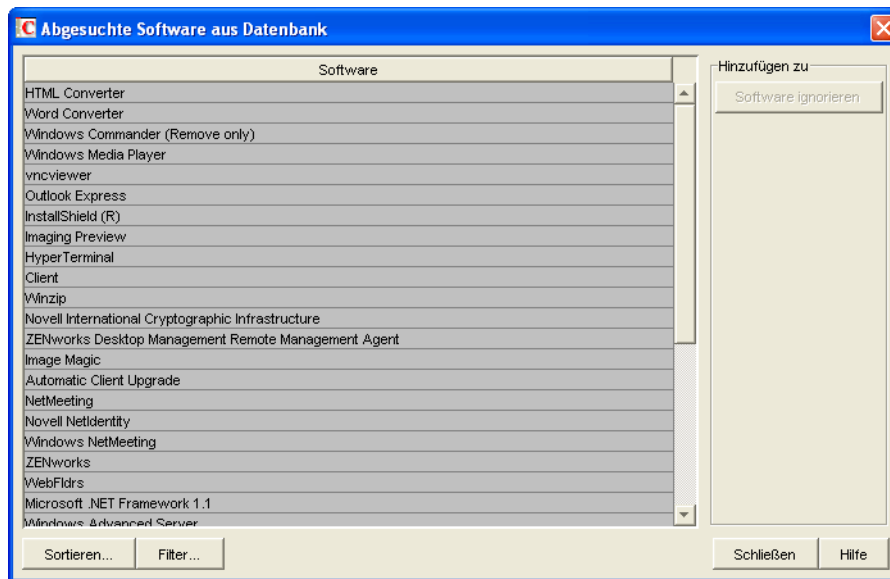 Abgesuchte Software aus Datenbank
Software
Hinzufügen zu
Software ignorieren
HTML Converter
Word Converter
Windows Commander (Remove only)
Windows Media Player
vncviewer
Outlook Express
InstallShield (R)
Imaging Preview
HyperTerminal
Client
Winzip
Novell International Cryptographic Infrastructure
ZENworks Desktop Management Remote Management Agent
Image Magic
Automatic Client Upgrade
NetMeeting
Novell NetIdentity
Windows NetMeeting
ZENworks
WebFldrs
Microsoft .NET Framework 1.1
Windows Advanced Server
Sortieren...
Filter...
Schließen
Hilfe